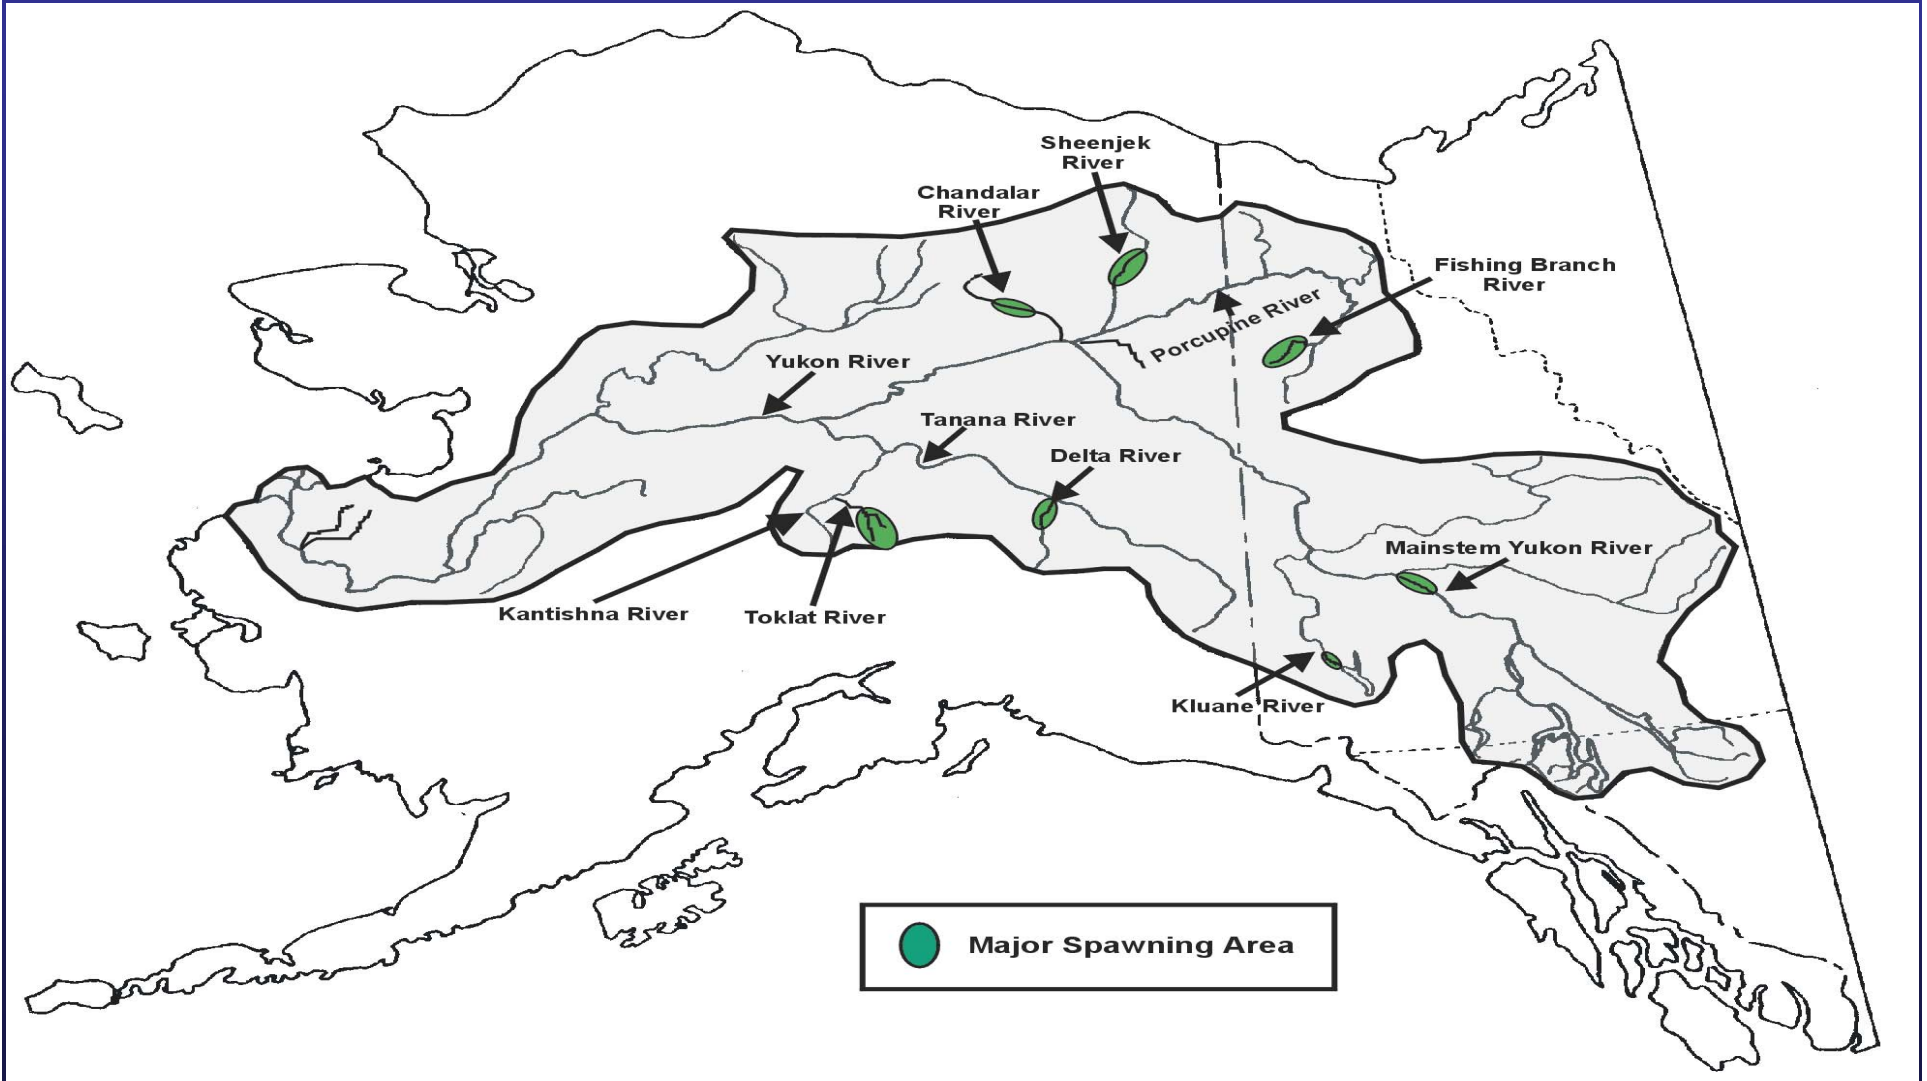 Sheenjek
River
Chandalar
River
Fishing Branch
River
Porcupine River
Yukon River
Tanana River
Delta River
Mainstem Yukon River
Kantishna River
Toklat River
Kluane River
Major Spawning Area